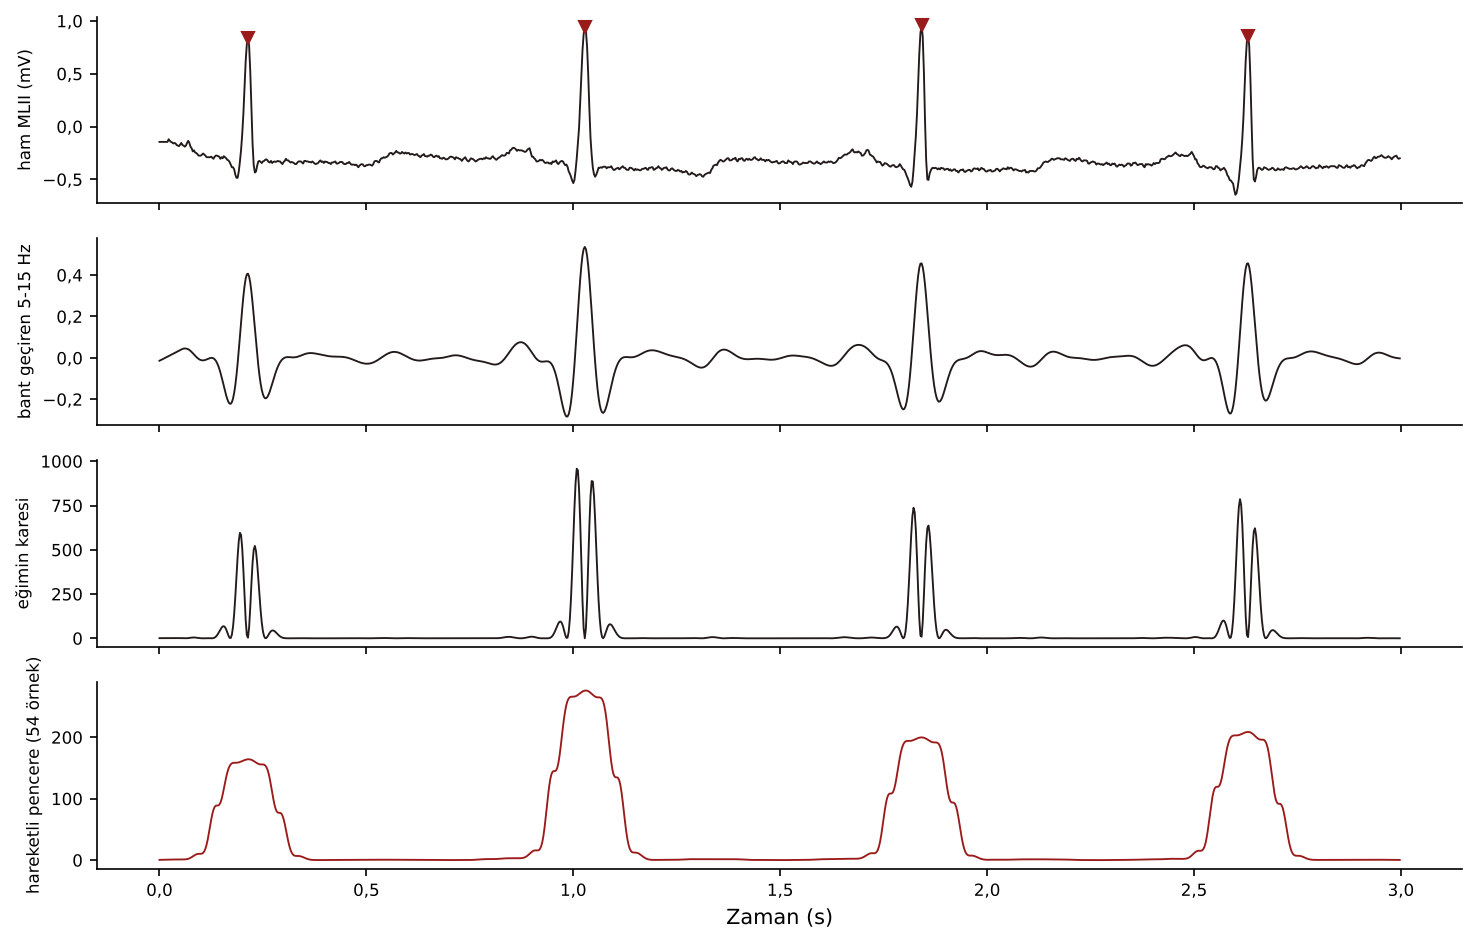 ham MLII (mV)
1,0
0,5
0,0
−0,5
bant geçiren 5-15 Hz
0,4
0,2
0,0
−0,2
eğimin karesi
1000
750
500
250
0
hareketli pencere (54 örnek)
200
100
0
0,0 0,5 1,0 1,5 2,0 2,5 3,0
Zaman (s)